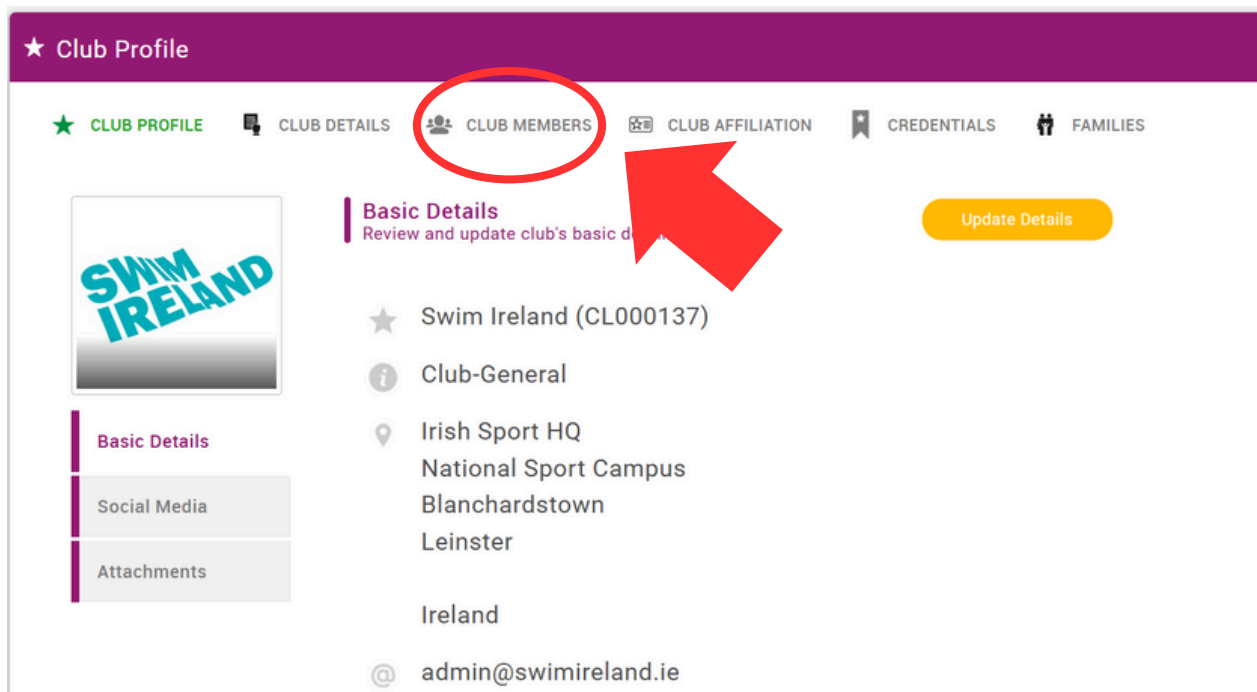 Club Profile
CLUB PROFILE CLUB DETAILS CLUB MEMBERS CLUB AFFILIATION CREDENTIALS FAMILIES
SWIM
IRELAND
Basic Details
Review and update club's basic
Update Details
Swim Ireland (CL000137)
Club-General
Irish Sport HQ
National Sport Campus
Blanchardstown
Leinster
Ireland
admin@swimireland.ie
Basic Details
Social Media
Attachments